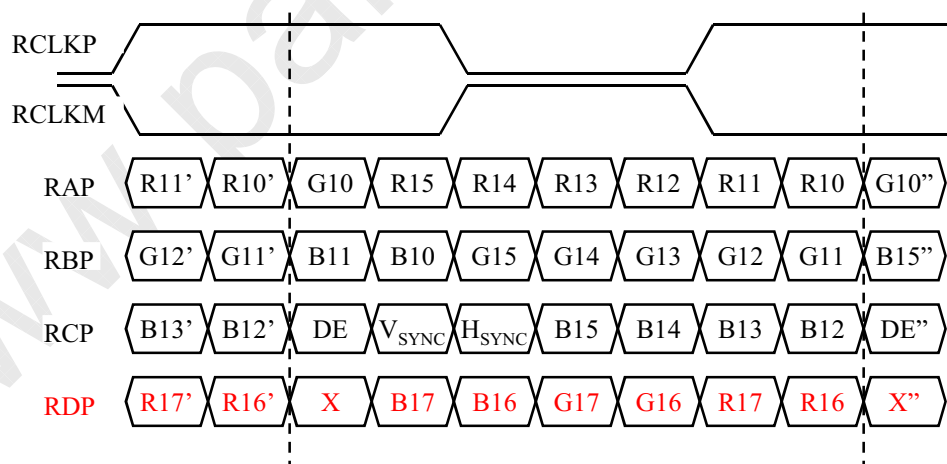 RCLKP
RCLKM
RAP R11’ R10’ G10 R15 R14 R13 R12 R11 R10 G10”
RBP G12’ G11’ B11 B10 G15 G14 G13 G12 G11 B15”
RCP B13’ B12’ DE VSYNC HSYNC B15 B14 B13 B12 DE”
RDP R17’ R16’ X B17 B16 G17 G16 R17 R16 X”